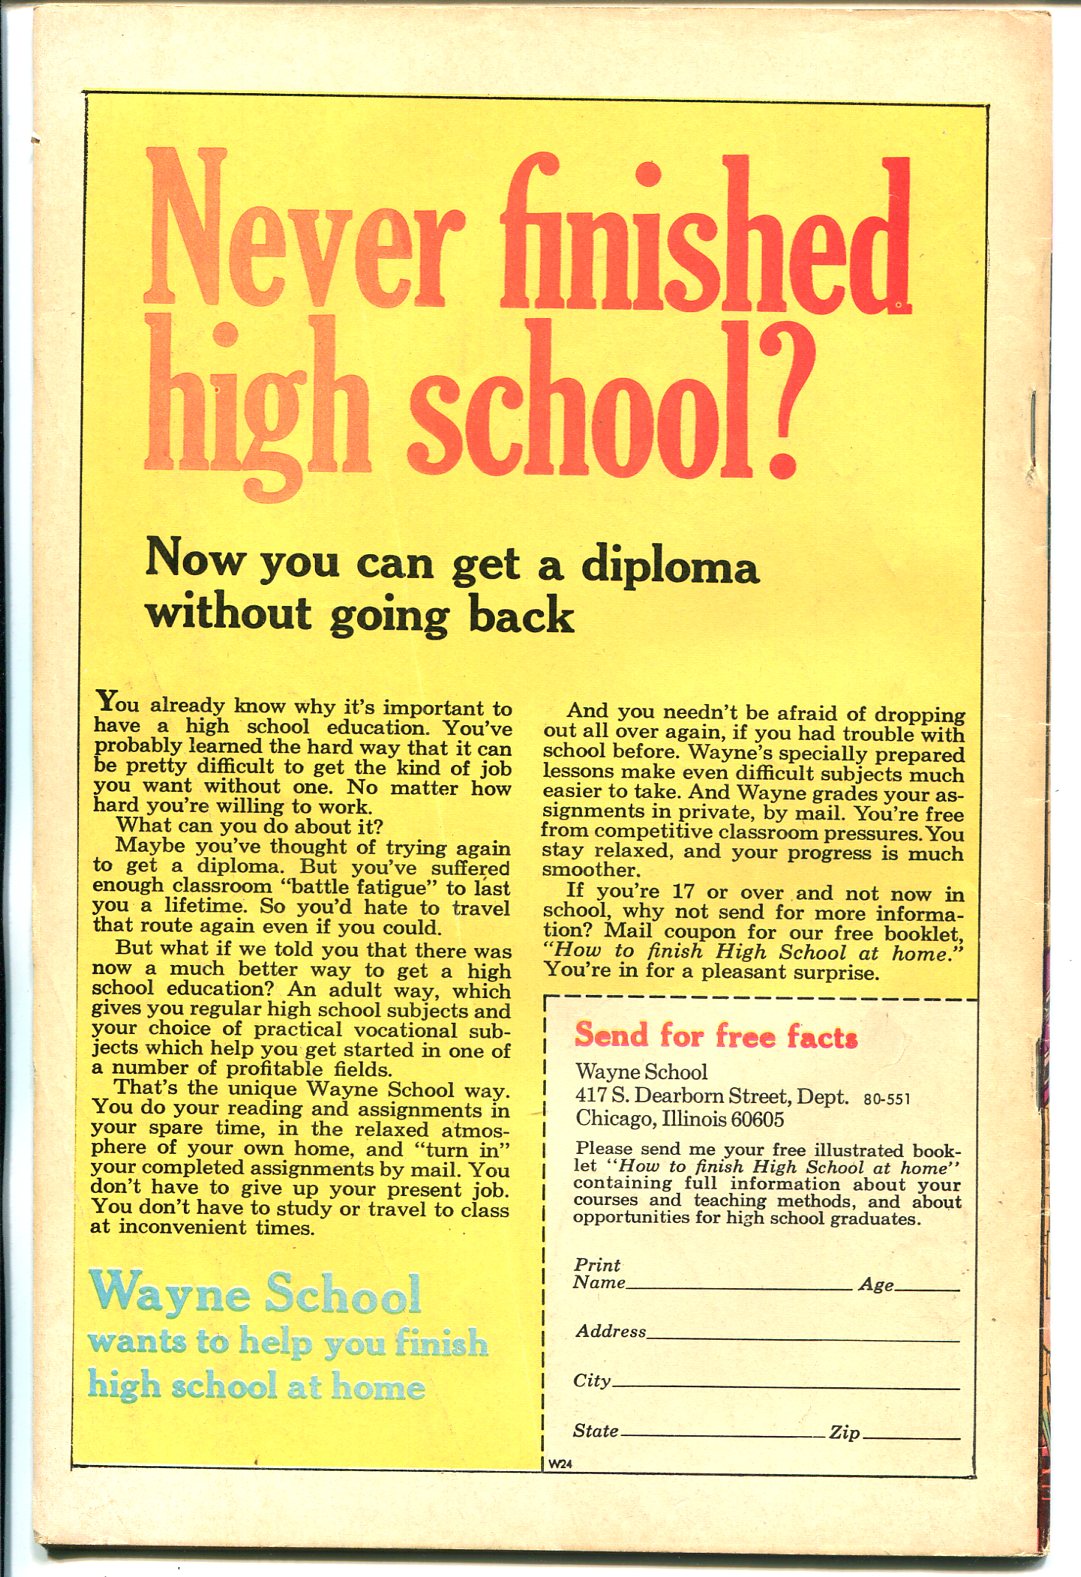 Never finished
high school?
Now you can get a diploma
without going back
You already know why it's important to
have a high school education. You've
probably learned the hard way that it can
be pretty difficult to get the kind of job
you want without one. No matter how
hard you're willing to work.
What can you do about it?
Maybe you've thought of trying again
to get a diploma. But you've suffered
enough classroom "battle fatigue" to last
you a lifetime. So you'd hate to travel
that route again even if you could.
But what if we told you that there was
now a much better way to get a high
school education? An adult way, which
gives you regular high school subjects and
your choice of practical vocational sub-
jects which help you get started in one of
a number of profitable fields.
That's the unique Wayne School way.
You do your reading and assignments in
your spare time, in the relaxed atmos-
phere of your own home, and "turn in"
your completed assignments by mail. You
don't have to give up your present job.
You don't have to study or travel to class
at inconvenient times.
Wayne School
wants to help you finish
high school at home
And you needn't be afraid of dropping
out all over again, if you had trouble with
school before. Wayne's specially prepared
lessons make even difficult subjects much
easier to take. And Wayne grades your as-
signments in private, by mail. You're free
from competitive classroom pressures. You
stay relaxed, and your progress is much
smoother.
If you're 17 or over and not now in
school, why not send for more informa-
tion? Mail coupon for our free booklet,
"How to finish High School at home."
You're in for a pleasant surprise.
Send for free facts
Wayne School
417 S. Dearborn Street, Dept. 80-551
Chicago, Illinois 60605
Please send me your free illustrated book-
let "How to finish High School at home"
containing full information about your
courses and teaching methods, and about
opportunities for high school graduates.
Print
Name Age
Address
City
State Zip
W24